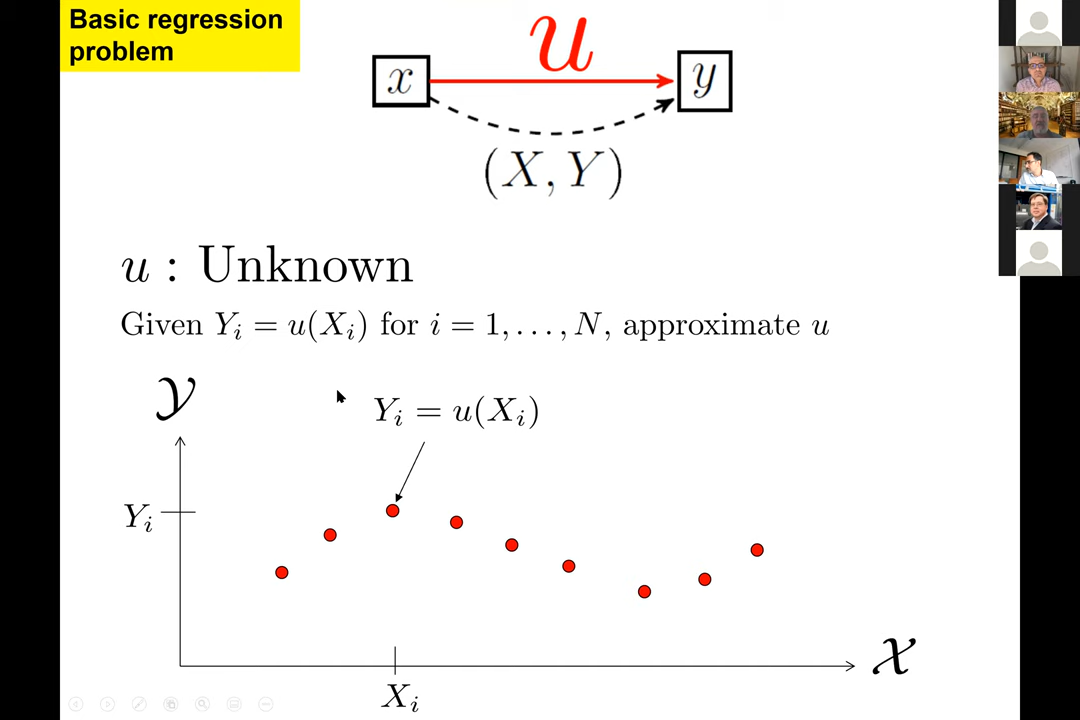 Basic regression
problem
u
x
y
(X, Y)
u : Unknown
Given Y_i = u(X_i) for i = 1, . . . , N, approximate u
𝒴
Y_i = u(X_i)
Y_i
𝒳
X_i